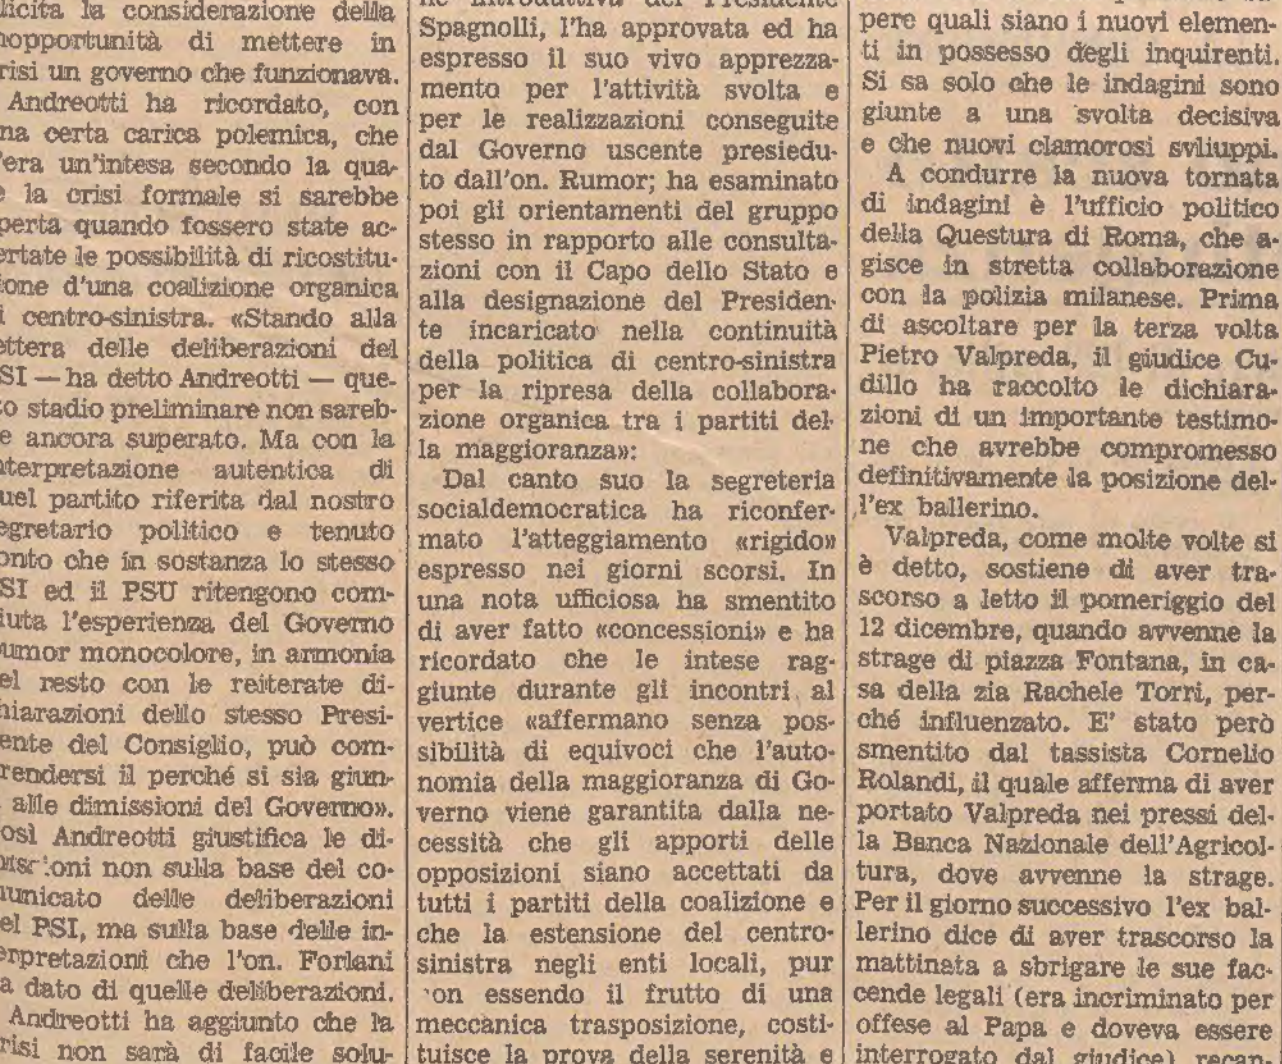 licita la considerazione della
nopportunità di mettere in
risi un governo che funzionava.
Andreotti ha ricordato, con
na certa carica polemica, che
'era un'intesa secondo la qua-
e la crisi formale si sarebbe
perta quando fossero state ac-
ertate le possibilità di ricostitu-
ione d'una coalizione organica
i centro-sinistra. «Stando alla
ettera delle deliberazioni del
SI — ha detto Andreotti — que-
to stadio preliminare non sareb-
e ancora superato. Ma con la
nterpretazione autentica di
uel partito riferita dal nostro
egretario politico e tenuto
onto che in sostanza lo stesso
SI ed il PSU ritengono com-
iuta l'esperienza del Governo
umor monocolore, in armonia
el resto con le reiterate di-
hiarazioni dello stesso Presi-
ente del Consiglio, può com-
rendersi il perché si sia giun-
alle dimissioni del Governo».
osì Andreotti giustifica le di-
oni non sulla base del co-
unicato delle deliberazioni
el PSI, ma sulla base delle in-
erpretazioni che l'on. Forlani
a dato di quelle deliberazioni.
Andreotti ha aggiunto che la
risi non sarà di facile solu-
ne introduttiva del Presidente
Spagnolli, l'ha approvata ed ha
espresso il suo vivo apprezza-
mento per l'attività svolta e
per le realizzazioni conseguite
dal Governo uscente presiedu-
to dall'on. Rumor; ha esaminato
poi gli orientamenti del gruppo
stesso in rapporto alle consulta-
zioni con il Capo dello Stato e
alla designazione del Presiden-
te incaricato nella continuità
della politica di centro-sinistra
per la ripresa della collabora-
zione organica tra i partiti del-
la maggioranza»:
Dal canto suo la segreteria
socialdemocratica ha riconfer-
mato l'atteggiamento «rigido»
espresso nei giorni scorsi. In
una nota ufficiosa ha smentito
di aver fatto «concessioni» e ha
ricordato che le intese rag-
giunte durante gli incontri al
vertice «affermano senza pos-
sibilità di equivoci che l'auto-
nomia della maggioranza di Go-
verno viene garantita dalla ne-
cessità che gli apporti delle
opposizioni siano accettati da
tutti i partiti della coalizione e
che la estensione del centro-
sinistra negli enti locali, pur
on essendo il frutto di una
meccanica trasposizione, costi-
tuisce la prova della serenità e
pere quali siano i nuovi elemen-
ti in possesso degli inquirenti.
Si sa solo che le indagini sono
giunte a una svolta decisiva
e che nuovi clamorosi svliuppi.
A condurre la nuova tornata
di indagini è l'ufficio politico
della Questura di Roma, che a-
gisce in stretta collaborazione
con la polizia milanese. Prima
di ascoltare per la terza volta
Pietro Valpreda, il giudice Cu-
dillo ha raccolto le dichiara-
zioni di un importante testimo-
ne che avrebbe compromesso
definitivamente la posizione del-
l'ex ballerino.
Valpreda, come molte volte si
è detto, sostiene di aver tra-
scorso a letto il pomeriggio del
12 dicembre, quando avvenne la
strage di piazza Fontana, in ca-
sa della zia Rachele Torri, per-
ché influenzato. E' stato però
smentito dal tassista Cornelio
Rolandi, il quale afferma di aver
portato Valpreda nei pressi del-
la Banca Nazionale dell'Agricol-
tura, dove avvenne la strage.
Per il giorno successivo l'ex bal-
lerino dice di aver trascorso la
mattinata a sbrigare le sue fac-
cende legali (era incriminato per
offese al Papa e doveva essere
interrogato dal giudice) recan-